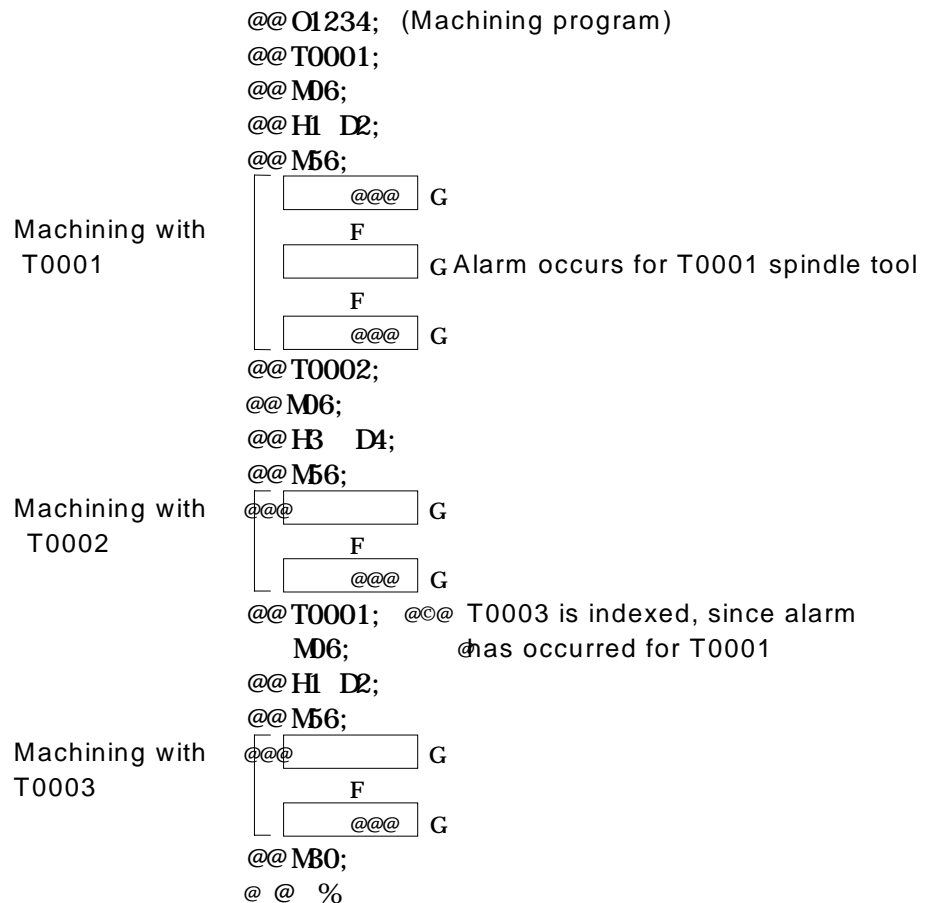 @@ O1234; (Machining program)
@@ T0001;
@@ M06;
@@ H1 D2;
@@ M56;
@@@ G
Machining with F
T0001 G Alarm occurs for T0001 spindle tool
F
@@@ G
@@ T0002;
@@ M06;
@@ H3 D4;
@@ M56;
Machining with @@@ G
T0002 F
@@@ G
@@ T0001; @©@ T0003 is indexed, since alarm
M06; @has occurred for T0001
@@ H1 D2;
@@ M56;
Machining with @@@ G
T0003 F
@@@ G
@@ M30;
@ @ %